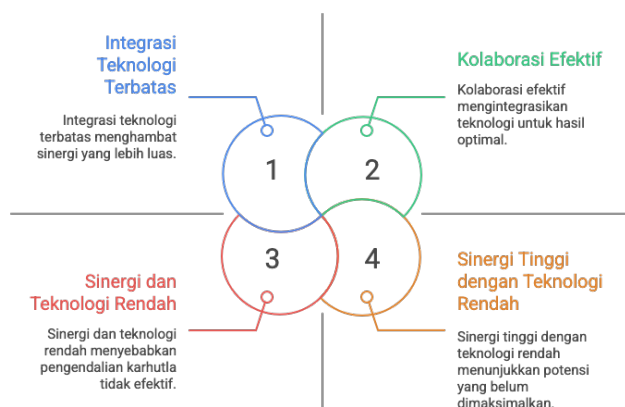 Integrasi
Teknologi
Terbatas
Integrasi teknologi
terbatas menghambat
sinergi yang lebih luas.
Kolaborasi Efektif
Kolaborasi efektif
mengintegrasikan
teknologi untuk hasil
optimal.
1
2
3
4
Sinergi dan
Teknologi Rendah
Sinergi dan teknologi
rendah menyebabkan
pengendalian karhutla
tidak efektif.
Sinergi Tinggi
dengan Teknologi
Rendah
Sinergi tinggi dengan
teknologi rendah
menunjukkan potensi
yang belum
dimaksimalkan.